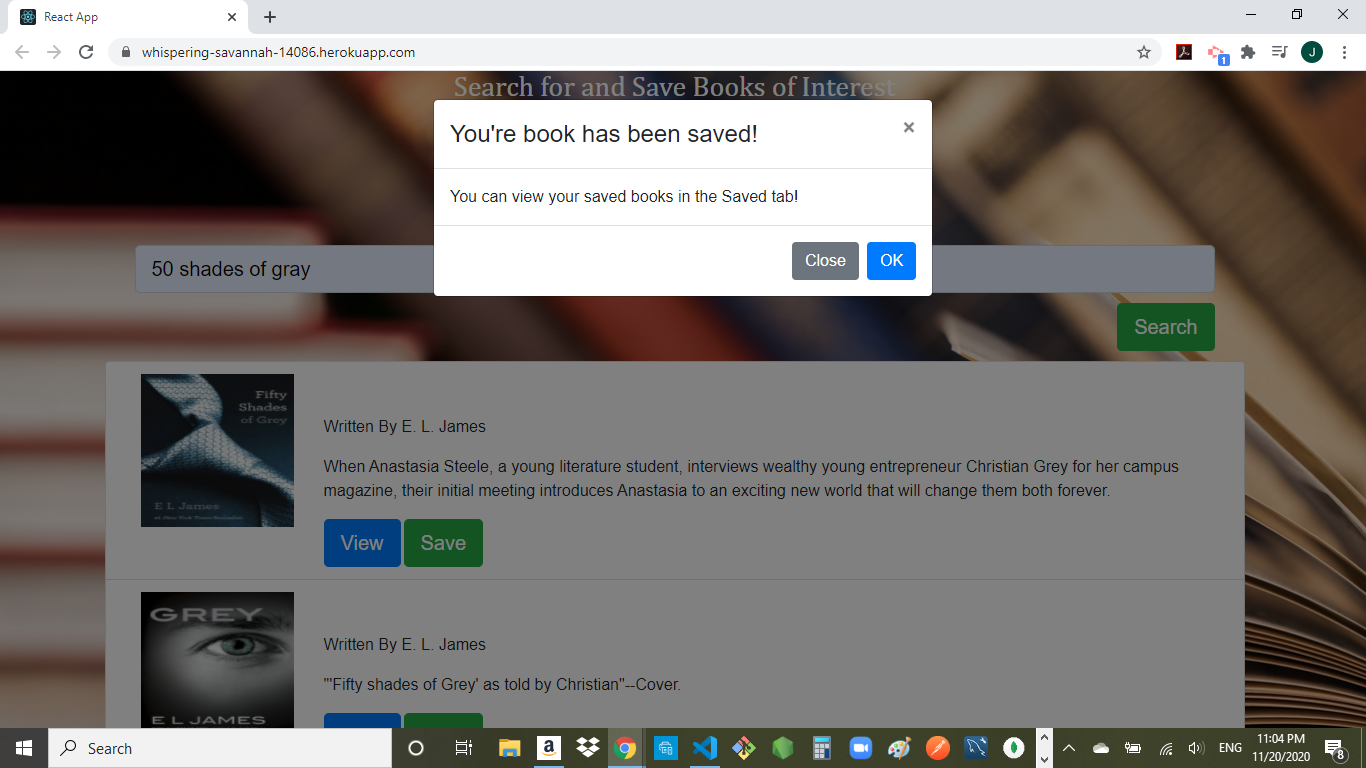 React App
whispering-savannah-14086.herokuapp.com
1
J
Search for and Save Books of Interest
You're book has been saved!
×
You can view your saved books in the Saved tab!
Close OK
50 shades of gray
Search
Fifty
Shades
of Grey
E L James
Written By E. L. James
When Anastasia Steele, a young literature student, interviews wealthy young entrepreneur Christian Grey for her campus
magazine, their initial meeting introduces Anastasia to an exciting new world that will change them both forever.
View Save
GREY
E L JAMES
Written By E. L. James
"'Fifty shades of Grey' as told by Christian"--Cover.
Search
a
ENG
11:04 PM
11/20/2020
8